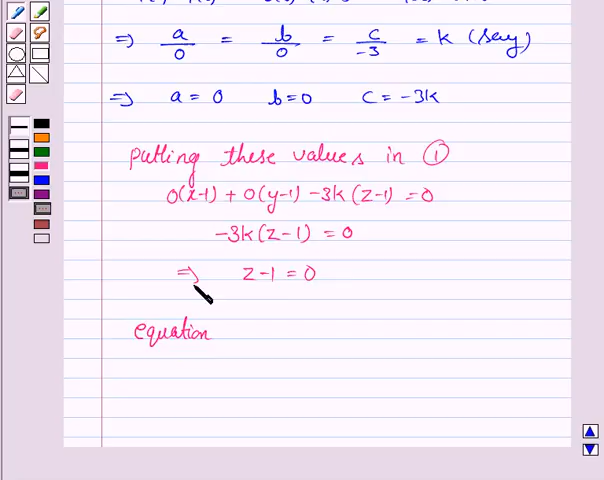 ⇒ a/0 = b/0 = c/-3 = k (say)
⇒ a = 0 b = 0 c = -3k
putting these values in ①
0(x-1) + 0(y-1) -3k(z-1) = 0
-3k(z-1) = 0
⇒ z-1 = 0
equation